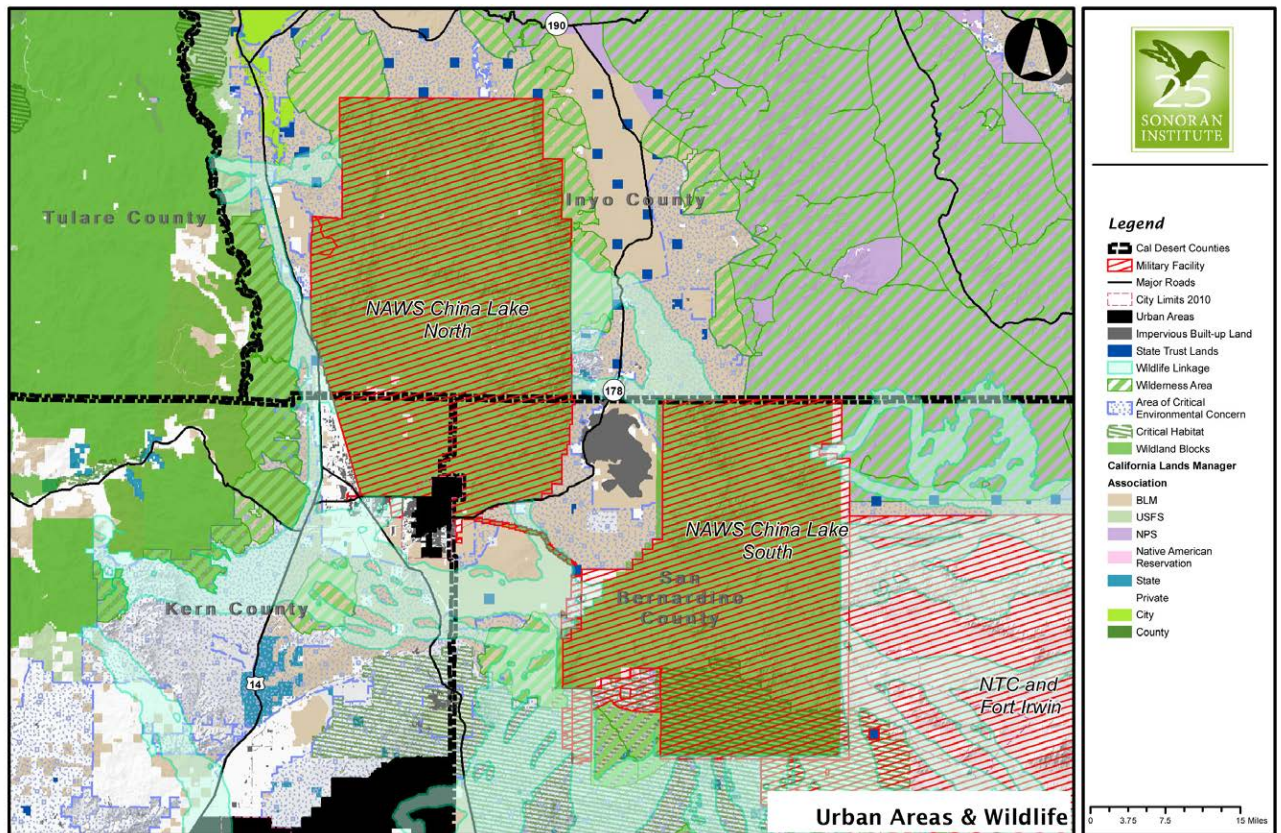 190
Tulare County
Inyo County
NAWS China Lake
North
178
NAWS China Lake
South
San
Bernardino
County
Kern County
14
NTC and
Fort Irwin
Urban Areas & Wildlife
25
SONORAN
INSTITUTE
Legend
Cal Desert Counties
Military Facility
Major Roads
City Limits 2010
Urban Areas
Impervious Built-up Land
State Trust Lands
Wildlife Linkage
Wilderness Area
Area of Critical
Environmental Concern
Critical Habitat
Wildland Blocks
California Lands Manager
Association
BLM
USFS
NPS
Native American
Reservation
State
Private
City
County
0 3.75 7.5 15 Miles